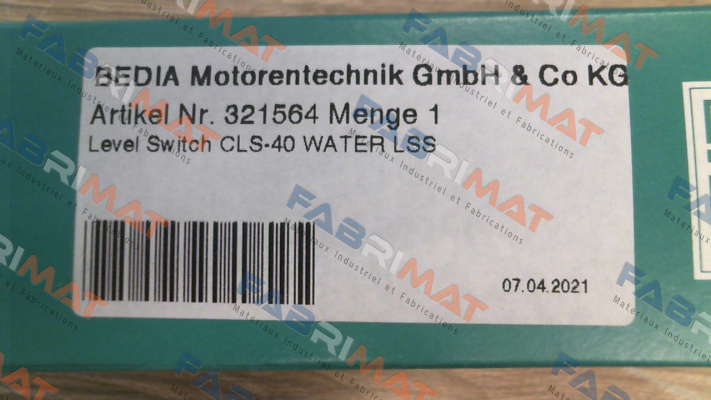 BEDIA Motorentechnik GmbH & Co KG
Artikel Nr. 321564 Menge 1
Level Switch CLS-40 WATER LSS
07.04.2021
FABRIMAT
Materiaux Industriel et Fabrications